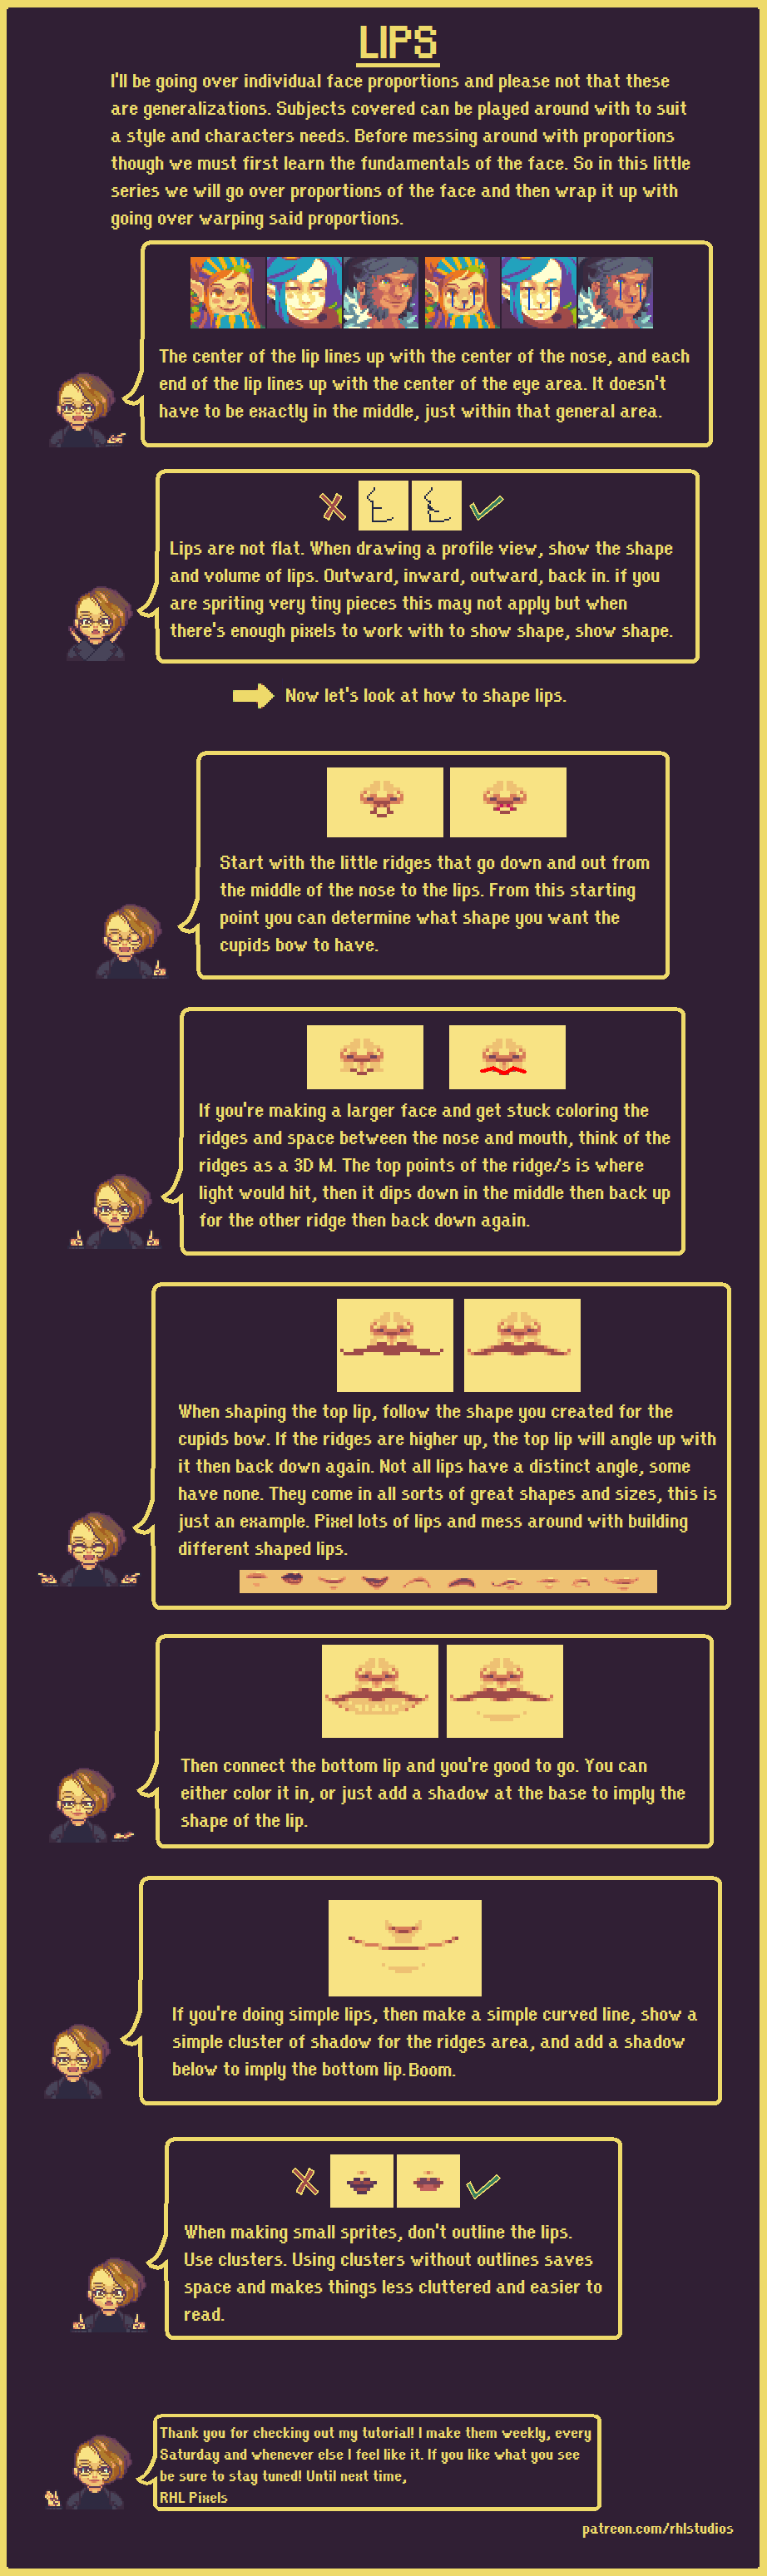 LIPS
I'll be going over individual face proportions and please not that these
are generalizations. Subjects covered can be played around with to suit
a style and characters needs. Before messing around with proportions
though we must first learn the fundamentals of the face. So in this little
series we will go over proportions of the face and then wrap it up with
going over warping said proportions.
The center of the lip lines up with the center of the nose, and each
end of the lip lines up with the center of the eye area. It doesn't
have to be exactly in the middle, just within that general area.
Lips are not flat. When drawing a profile view, show the shape
and volume of lips. Outward, inward, outward, back in. if you
are spriting very tiny pieces this may not apply but when
there's enough pixels to work with to show shape, show shape.
Now let's look at how to shape lips.
Start with the little ridges that go down and out from
the middle of the nose to the lips. From this starting
point you can determine what shape you want the
cupids bow to have.
If you're making a larger face and get stuck coloring the
ridges and space between the nose and mouth, think of the
ridges as a 3D M. The top points of the ridge/s is where
light would hit, then it dips down in the middle then back up
for the other ridge then back down again.
When shaping the top lip, follow the shape you created for the
cupids bow. If the ridges are higher up, the top lip will angle up with
it then back down again. Not all lips have a distinct angle, some
have none. They come in all sorts of great shapes and sizes, this is
just an example. Pixel lots of lips and mess around with building
different shaped lips.
Then connect the bottom lip and you're good to go. You can
either color it in, or just add a shadow at the base to imply the
shape of the lip.
If you're doing simple lips, then make a simple curved line, show a
simple cluster of shadow for the ridges area, and add a shadow
below to imply the bottom lip. Boom.
When making small sprites, don't outline the lips.
Use clusters. Using clusters without outlines saves
space and makes things less cluttered and easier to
read.
Thank you for checking out my tutorial! I make them weekly, every
Saturday and whenever else I feel like it. If you like what you see
be sure to stay tuned! Until next time,
RHL Pixels
patreon.com/rhlstudios